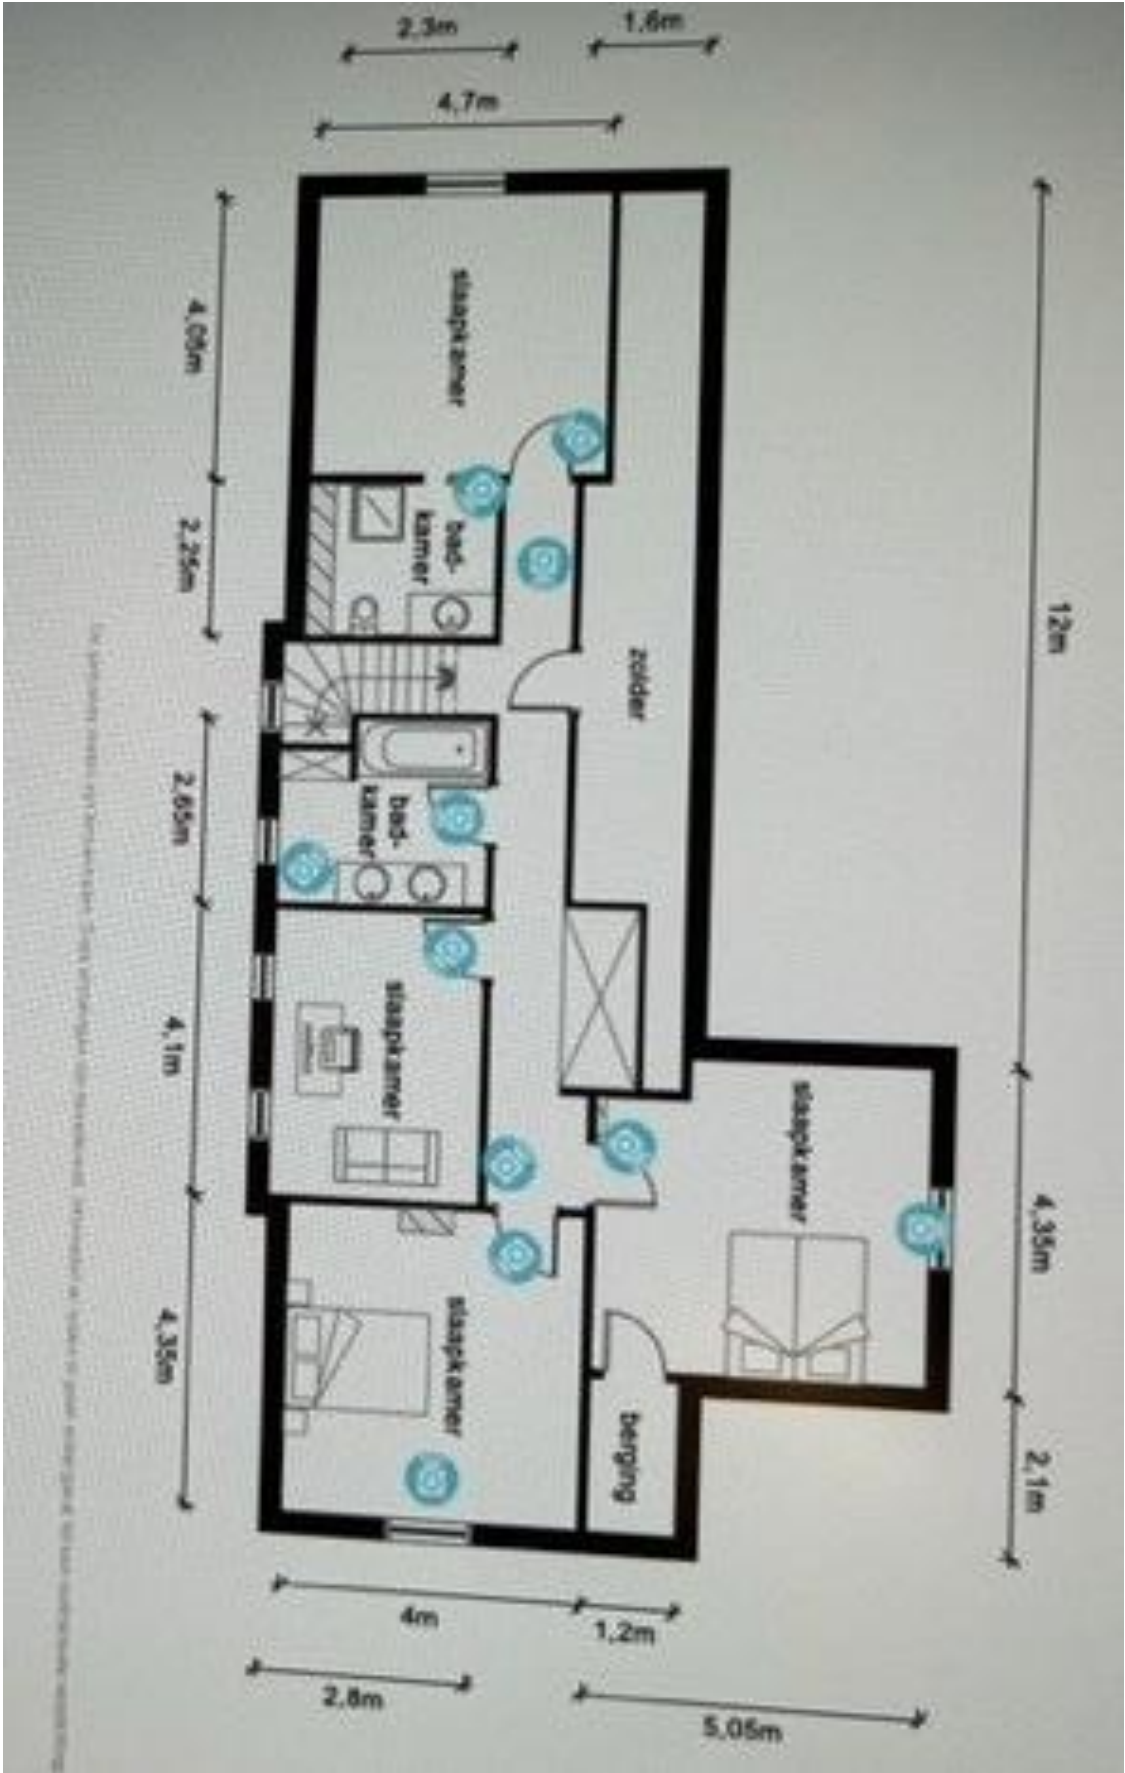 2,3m
1,6m
4,7m
slaapkamer
4,05m
bad-
kamer
2,25m
12m
zolder
2,65m
bad-
kamer
slaapkamer
4,1m
slaapkamer
4,35m
slaapkamer
4,35m
berging
2,1m
4m
1,2m
2,8m
5,05m